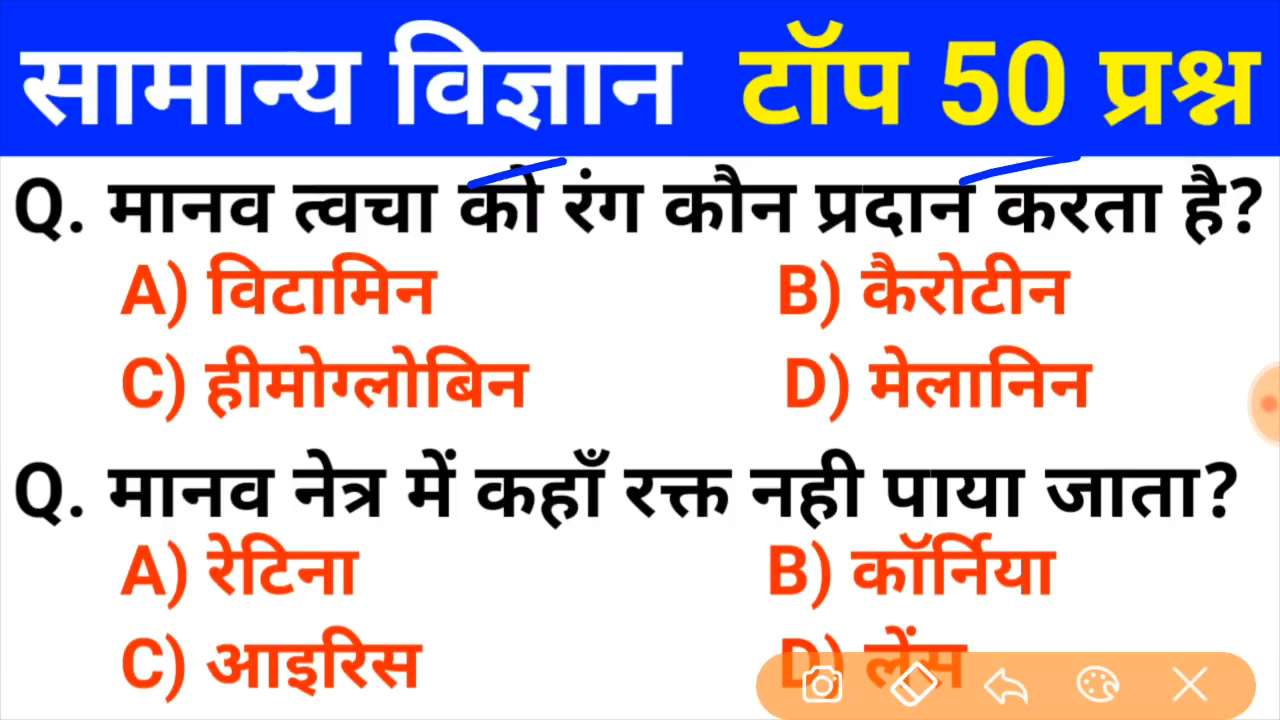 सामान्य विज्ञान टॉप 50 प्रश्न
Q. मानव त्वचा को रंग कौन प्रदान करता है?
A) विटामिन B) कैरोटीन
C) हीमोग्लोबिन D) मेलानिन
Q. मानव नेत्र में कहाँ रक्त नही पाया जाता?
A) रेटिना B) कॉर्निया
C) आइरिस D) लेंस